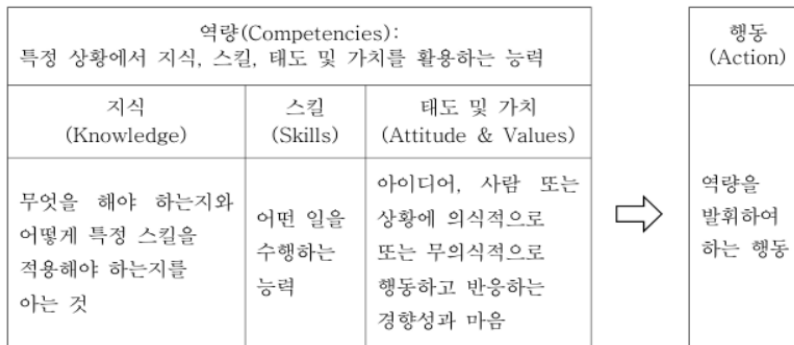 역량(Competencies):
특정 상황에서 지식, 스킬, 태도 및 가치를 활용하는 능력
지식
(Knowledge)
스킬
(Skills)
태도 및 가치
(Attitude & Values)
무엇을 해야 하는지와
어떻게 특정 스킬을
적용해야 하는지를
아는 것
어떤 일을
수행하는
능력
아이디어, 사람 또는
상황에 의식적으로
또는 무의식적으로
행동하고 반응하는
경향성과 마음
행동
(Action)
역량을
발휘하여
하는 행동